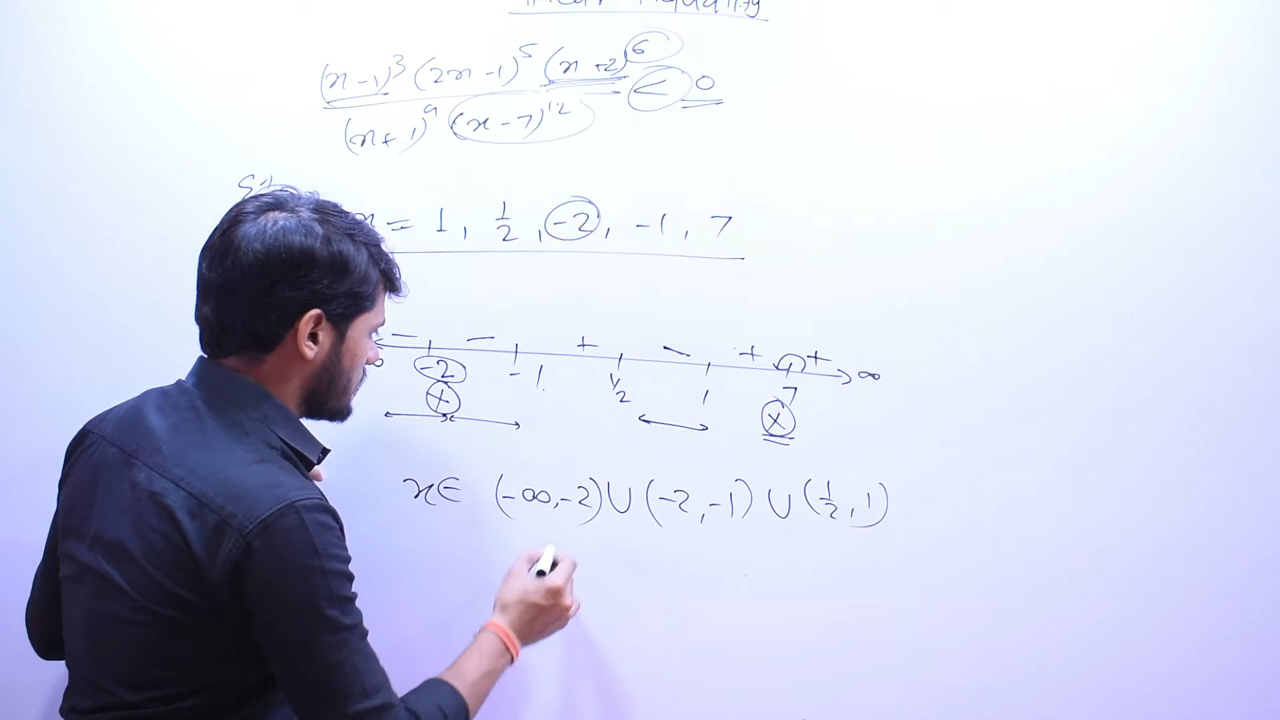 (x-1)³ (2x-1)⁵ (x+2)⁶ < 0
(x+1)⁹ (x-7)¹²
x = 1, 1/2, -2, -1, 7
- - + - + +
-2 -1 1/2 1 7 ∞
x x
x ∈ (-∞,-2) ∪ (-2,-1) ∪ (1/2, 1)